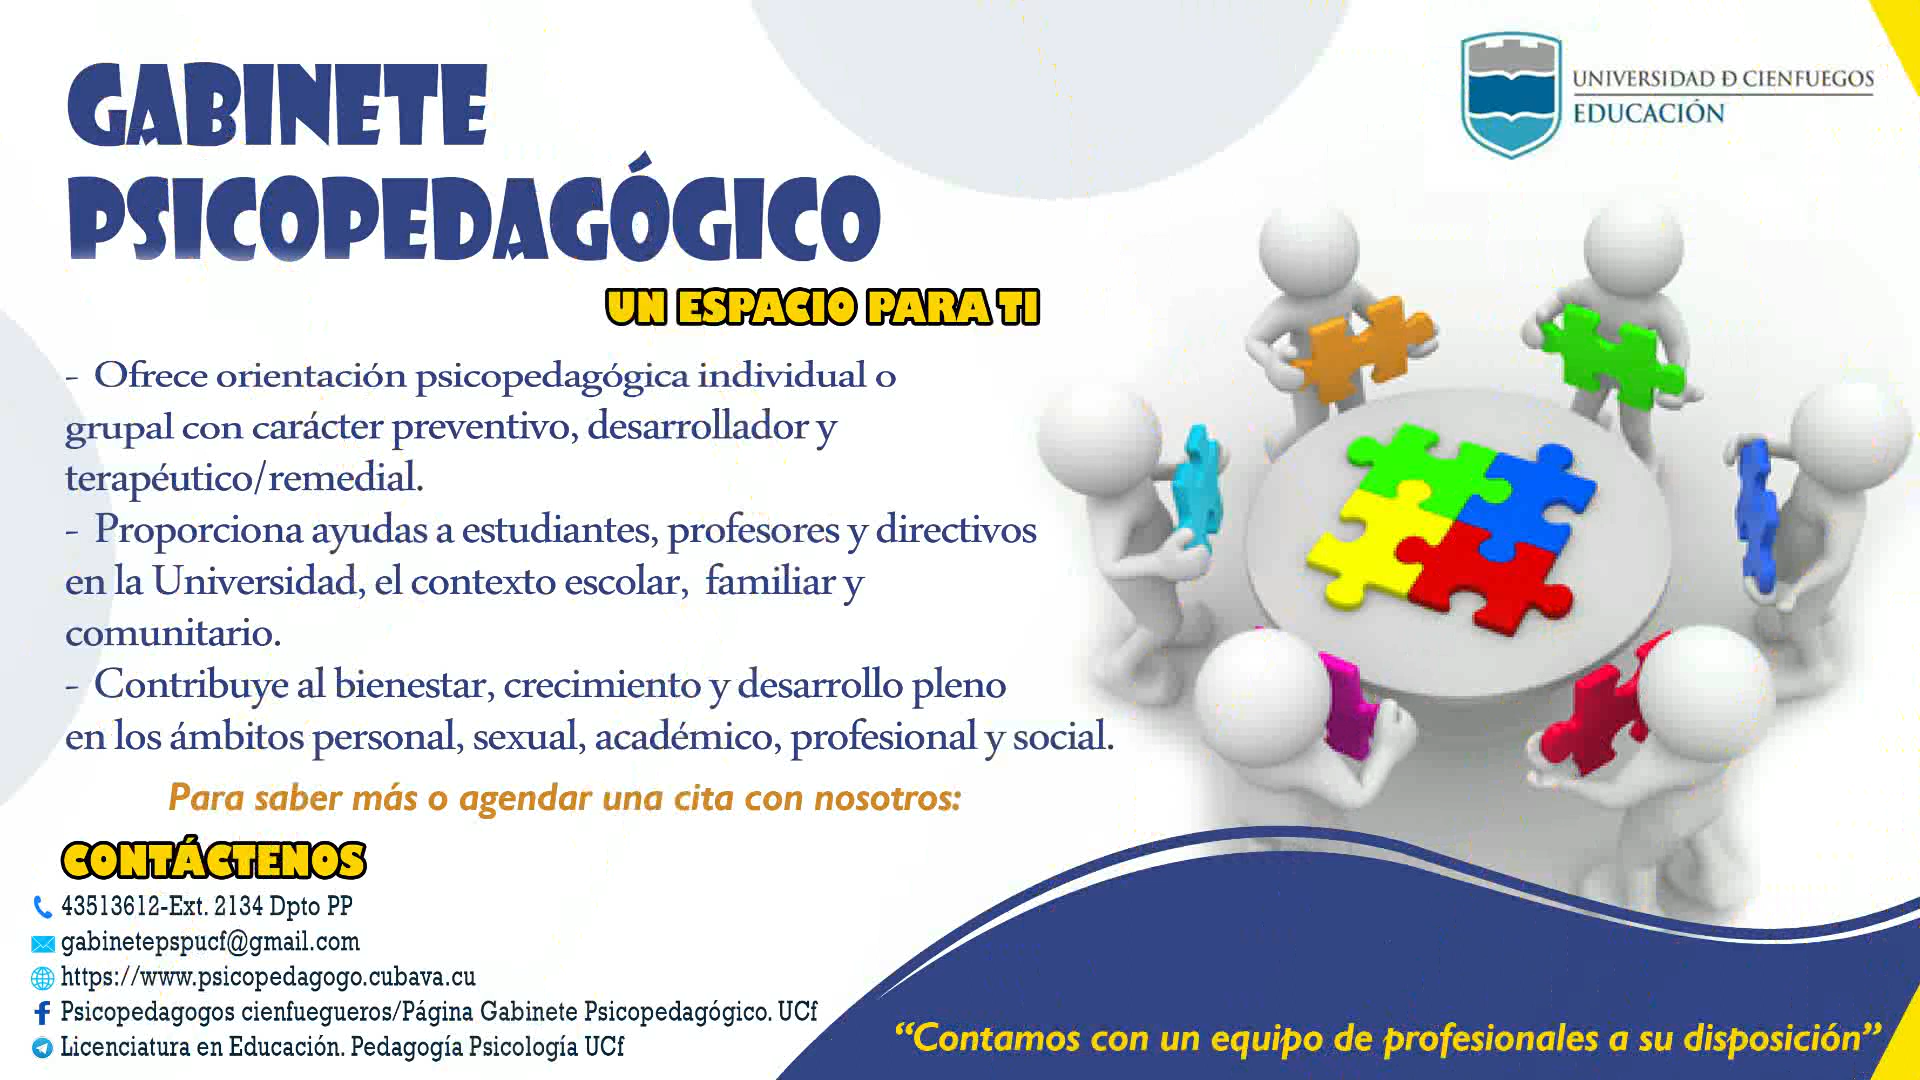 GABINETE
PSICOPEDAGÓGICO
UN ESPACIO PARA TI
UNIVERSIDAD Ð CIENFUEGOS
EDUCACIÓN
- Ofrece orientación psicopedagógica individual o
grupal con carácter preventivo, desarrollador y
terapéutico/remedial.
- Proporciona ayudas a estudiantes, profesores y directivos
en la Universidad, el contexto escolar, familiar y
comunitario.
- Contribuye al bienestar, crecimiento y desarrollo pleno
en los ámbitos personal, sexual, académico, profesional y social.
Para saber más o agendar una cita con nosotros:
CONTÁCTENOS
43513612-Ext. 2134 Dpto PP
gabinetepspucf@gmail.com
https://www.psicopedagogo.cubava.cu
Psicopedagogos cienfuegueros/Página Gabinete Psicopedagógico. UCf
Licenciatura en Educación. Pedagogía Psicología UCf
“Contamos con un equipo de profesionales a su disposición”